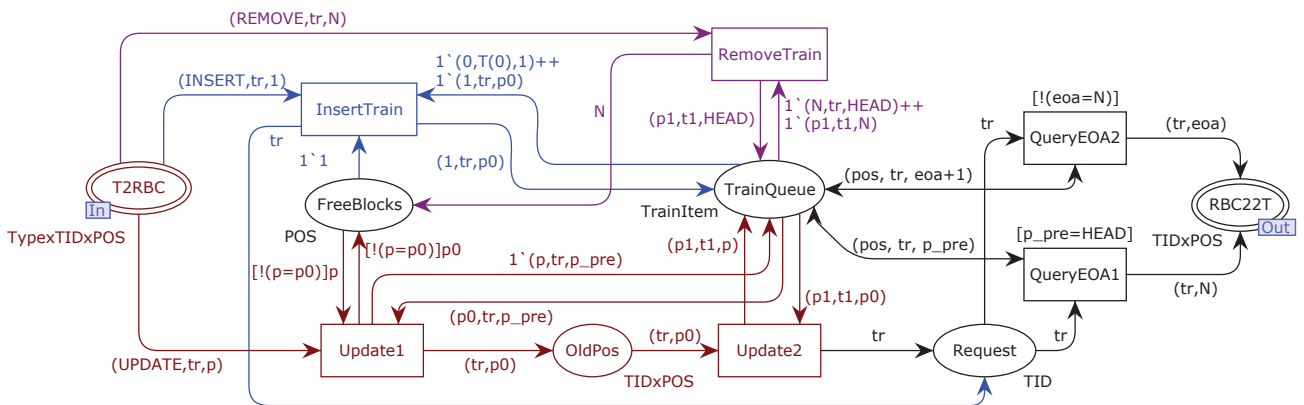 (REMOVE,tr,N)
RemoveTrain
1`(0,T(0),1)++
1`(1,tr,p0)
(INSERT,tr,1)
InsertTrain
N
(p1,t1,HEAD)
1`(N,tr,HEAD)++
1`(p1,t1,N)
[!(eoa=N)]
QueryEOA2
tr
(tr,eoa)
tr
1`1
(1,tr,p0)
T2RBC
In
TypexTIDxPOS
FreeBlocks
POS
TrainQueue
TrainItem
(pos, tr, eoa+1)
RBC22T
Out
TIDxPOS
[!(p=p0)]p
[!(p=p0)]p0
1`(p,tr,p_pre)
(p1,t1,p)
(pos, tr, p_pre)
[p_pre=HEAD]
QueryEOA1
(tr,N)
(p0,tr,p_pre)
(p1,t1,p0)
(UPDATE,tr,p)
Update1
(tr,p0)
OldPos
TIDxPOS
(tr,p0)
Update2
tr
Request
TID
tr